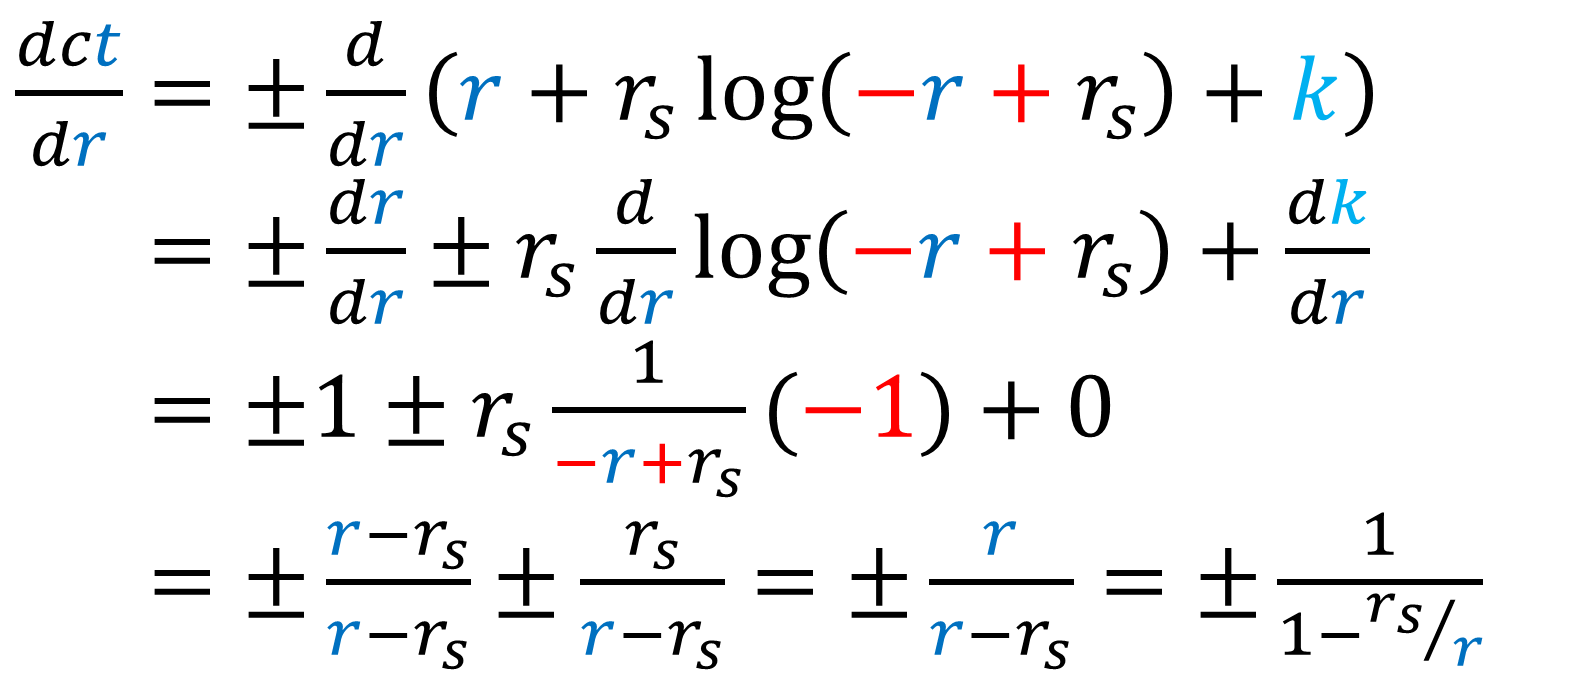 dct/dr = ± d/dr (r + r_s log(−r + r_s) + k)
= ± dr/dr ± r_s d/dr log(−r + r_s) + dk/dr
= ±1 ± r_s 1/(−r+r_s) (−1) + 0
= ± (r−r_s)/(r−r_s) ± r_s/(r−r_s) = ± r/(r−r_s) = ± 1/(1−r_s/r)